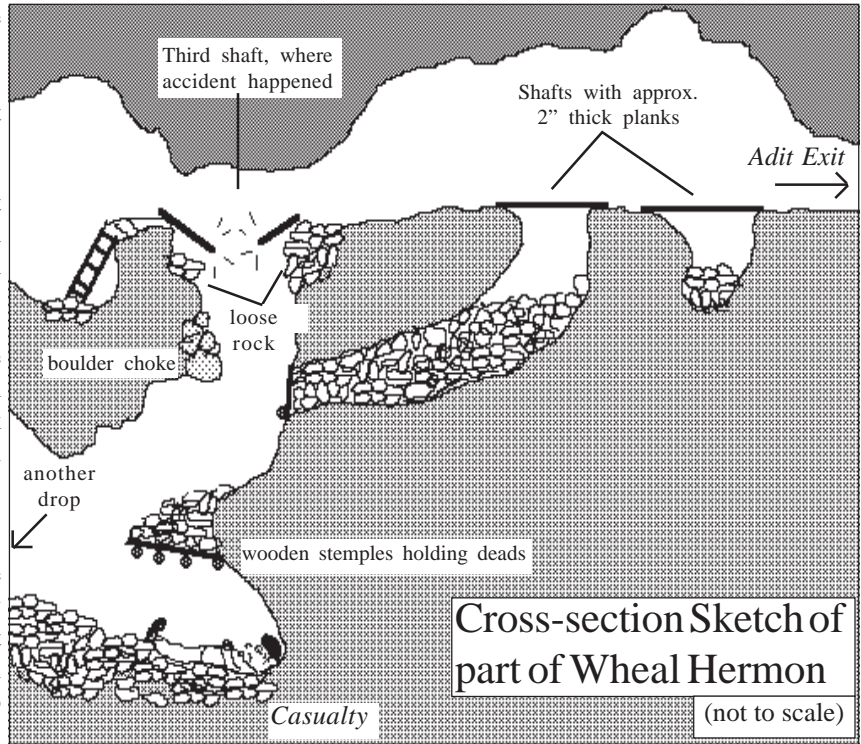 Third shaft, where
accident happened
Shafts with approx.
2” thick planks
Adit Exit
loose
rock
boulder choke
another
drop
wooden stemples holding deads
Cross-section Sketch of
part of Wheal Hermon
(not to scale)
Casualty